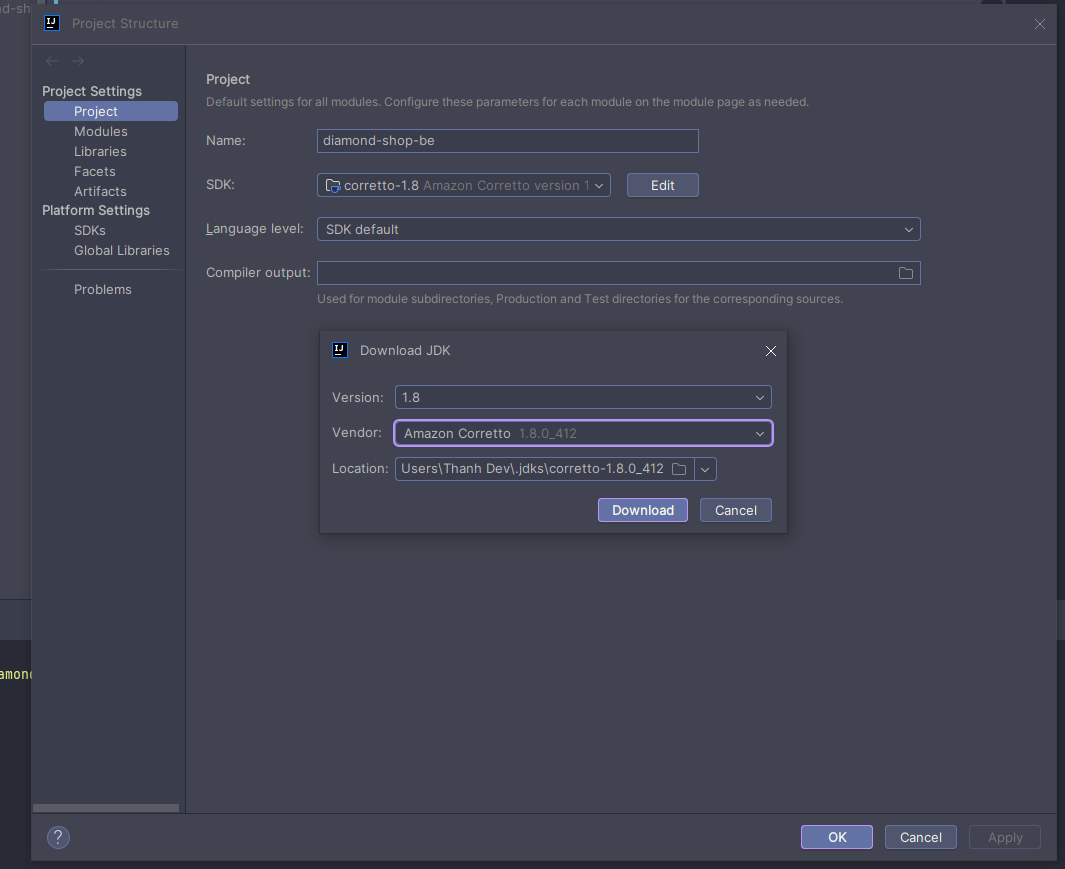 nd-sh
IJ Project Structure
Project Settings
Project
Modules
Libraries
Facets
Artifacts
Platform Settings
SDKs
Global Libraries
Problems
Project
Default settings for all modules. Configure these parameters for each module on the module page as needed.
Name: diamond-shop-be
SDK: corretto-1.8 Amazon Corretto version 1 Edit
Language level: SDK default
Compiler output:
Used for module subdirectories, Production and Test directories for the corresponding sources.
IJ Download JDK
Version: 1.8
Vendor: Amazon Corretto 1.8.0_412
Location: Users\Thanh Dev\.jdks\corretto-1.8.0_412
Download Cancel
amond
? OK Cancel Apply